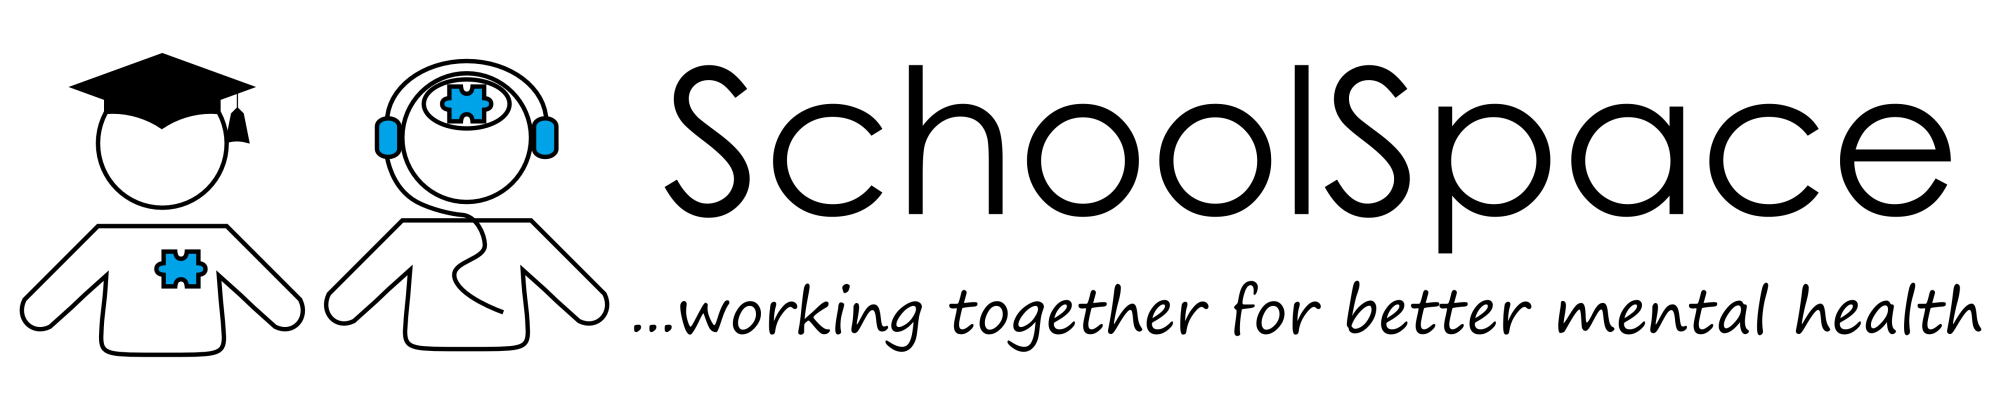 SchoolSpace
...working together for better mental health